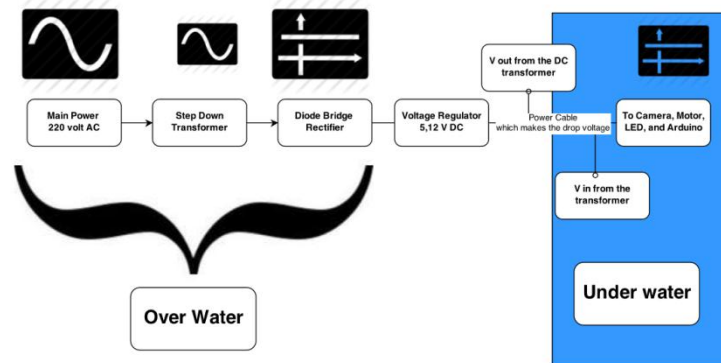 V out from the DC
transformer
Main Power
220 volt AC
Step Down
Transformer
Diode Bridge
Rectifier
Voltage Regulator
5,12 V DC
Power Cable
which makes the drop voltage
To Camera, Motor,
LED, and Arduino
V in from the
transformer
Over Water
Under water